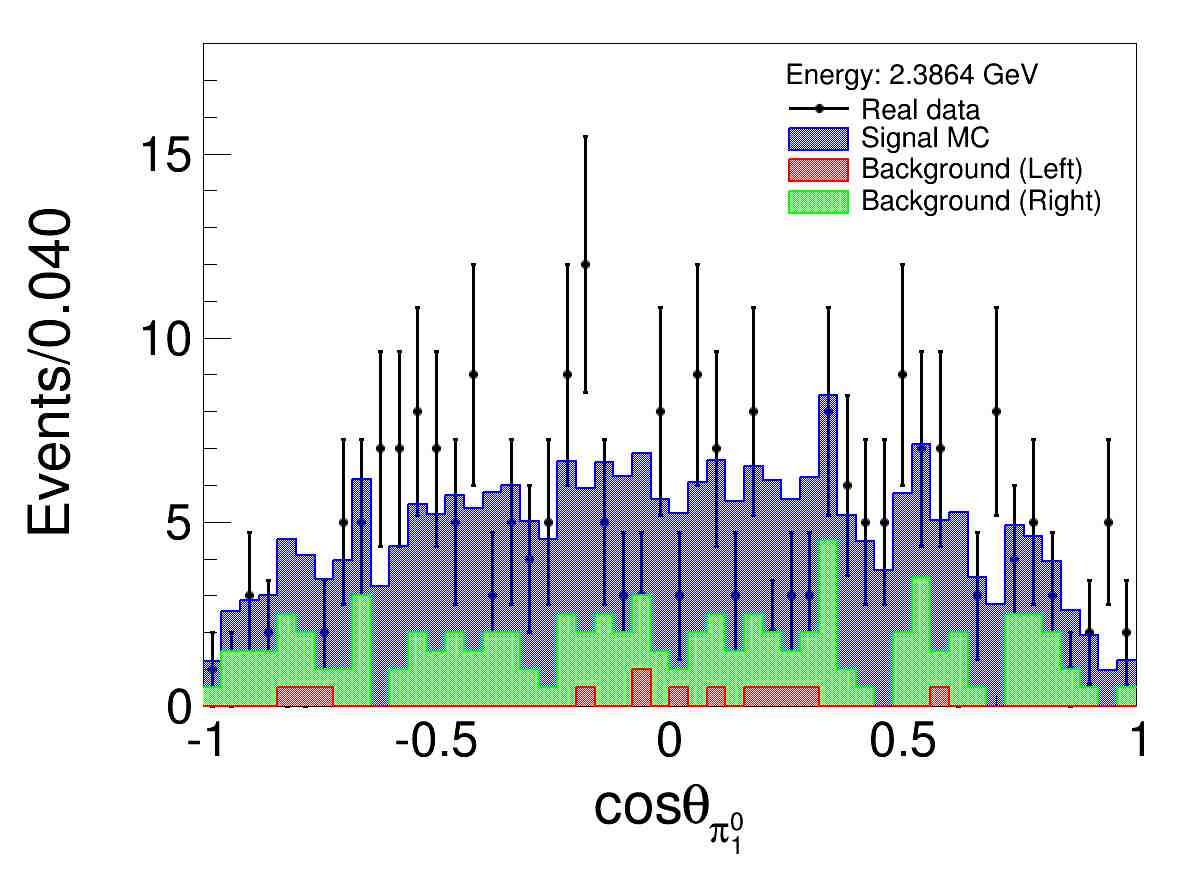 Energy: 2.3864 GeV
Real data
Signal MC
Background (Left)
Background (Right)
Events/0.040
15
10
5
0
-1 -0.5 0 0.5 1
cosθπ⁰₁